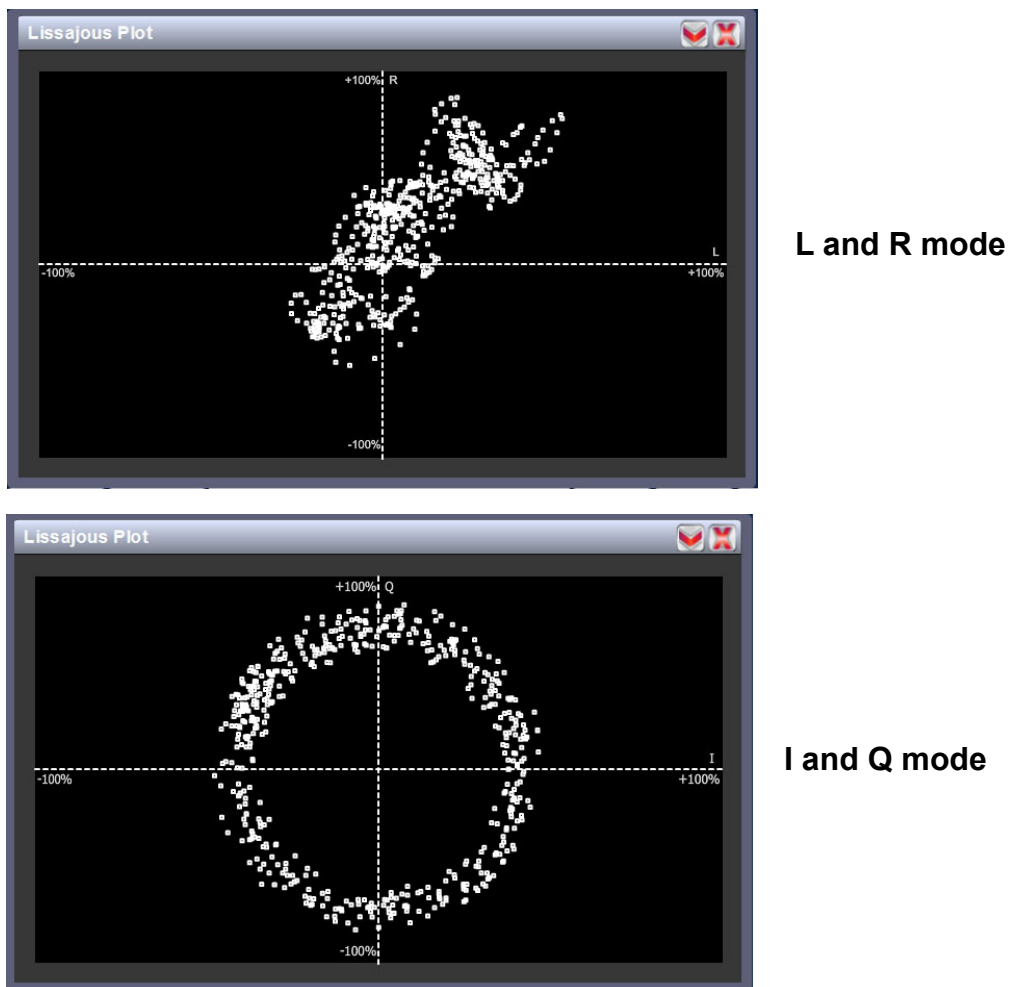 Lissajous Plot
+100% R
L
-100%
+100%
-100%
L and R mode
Lissajous Plot
+100% Q
I
-100%
+100%
-100%
I and Q mode